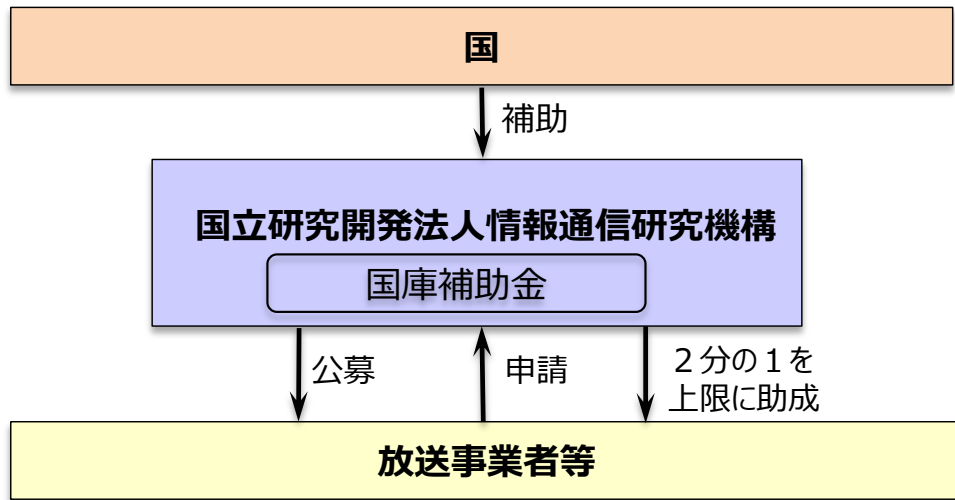 国
補助
国立研究開発法人情報通信研究機構
国庫補助金
公募
申請
２分の１を
上限に助成
放送事業者等